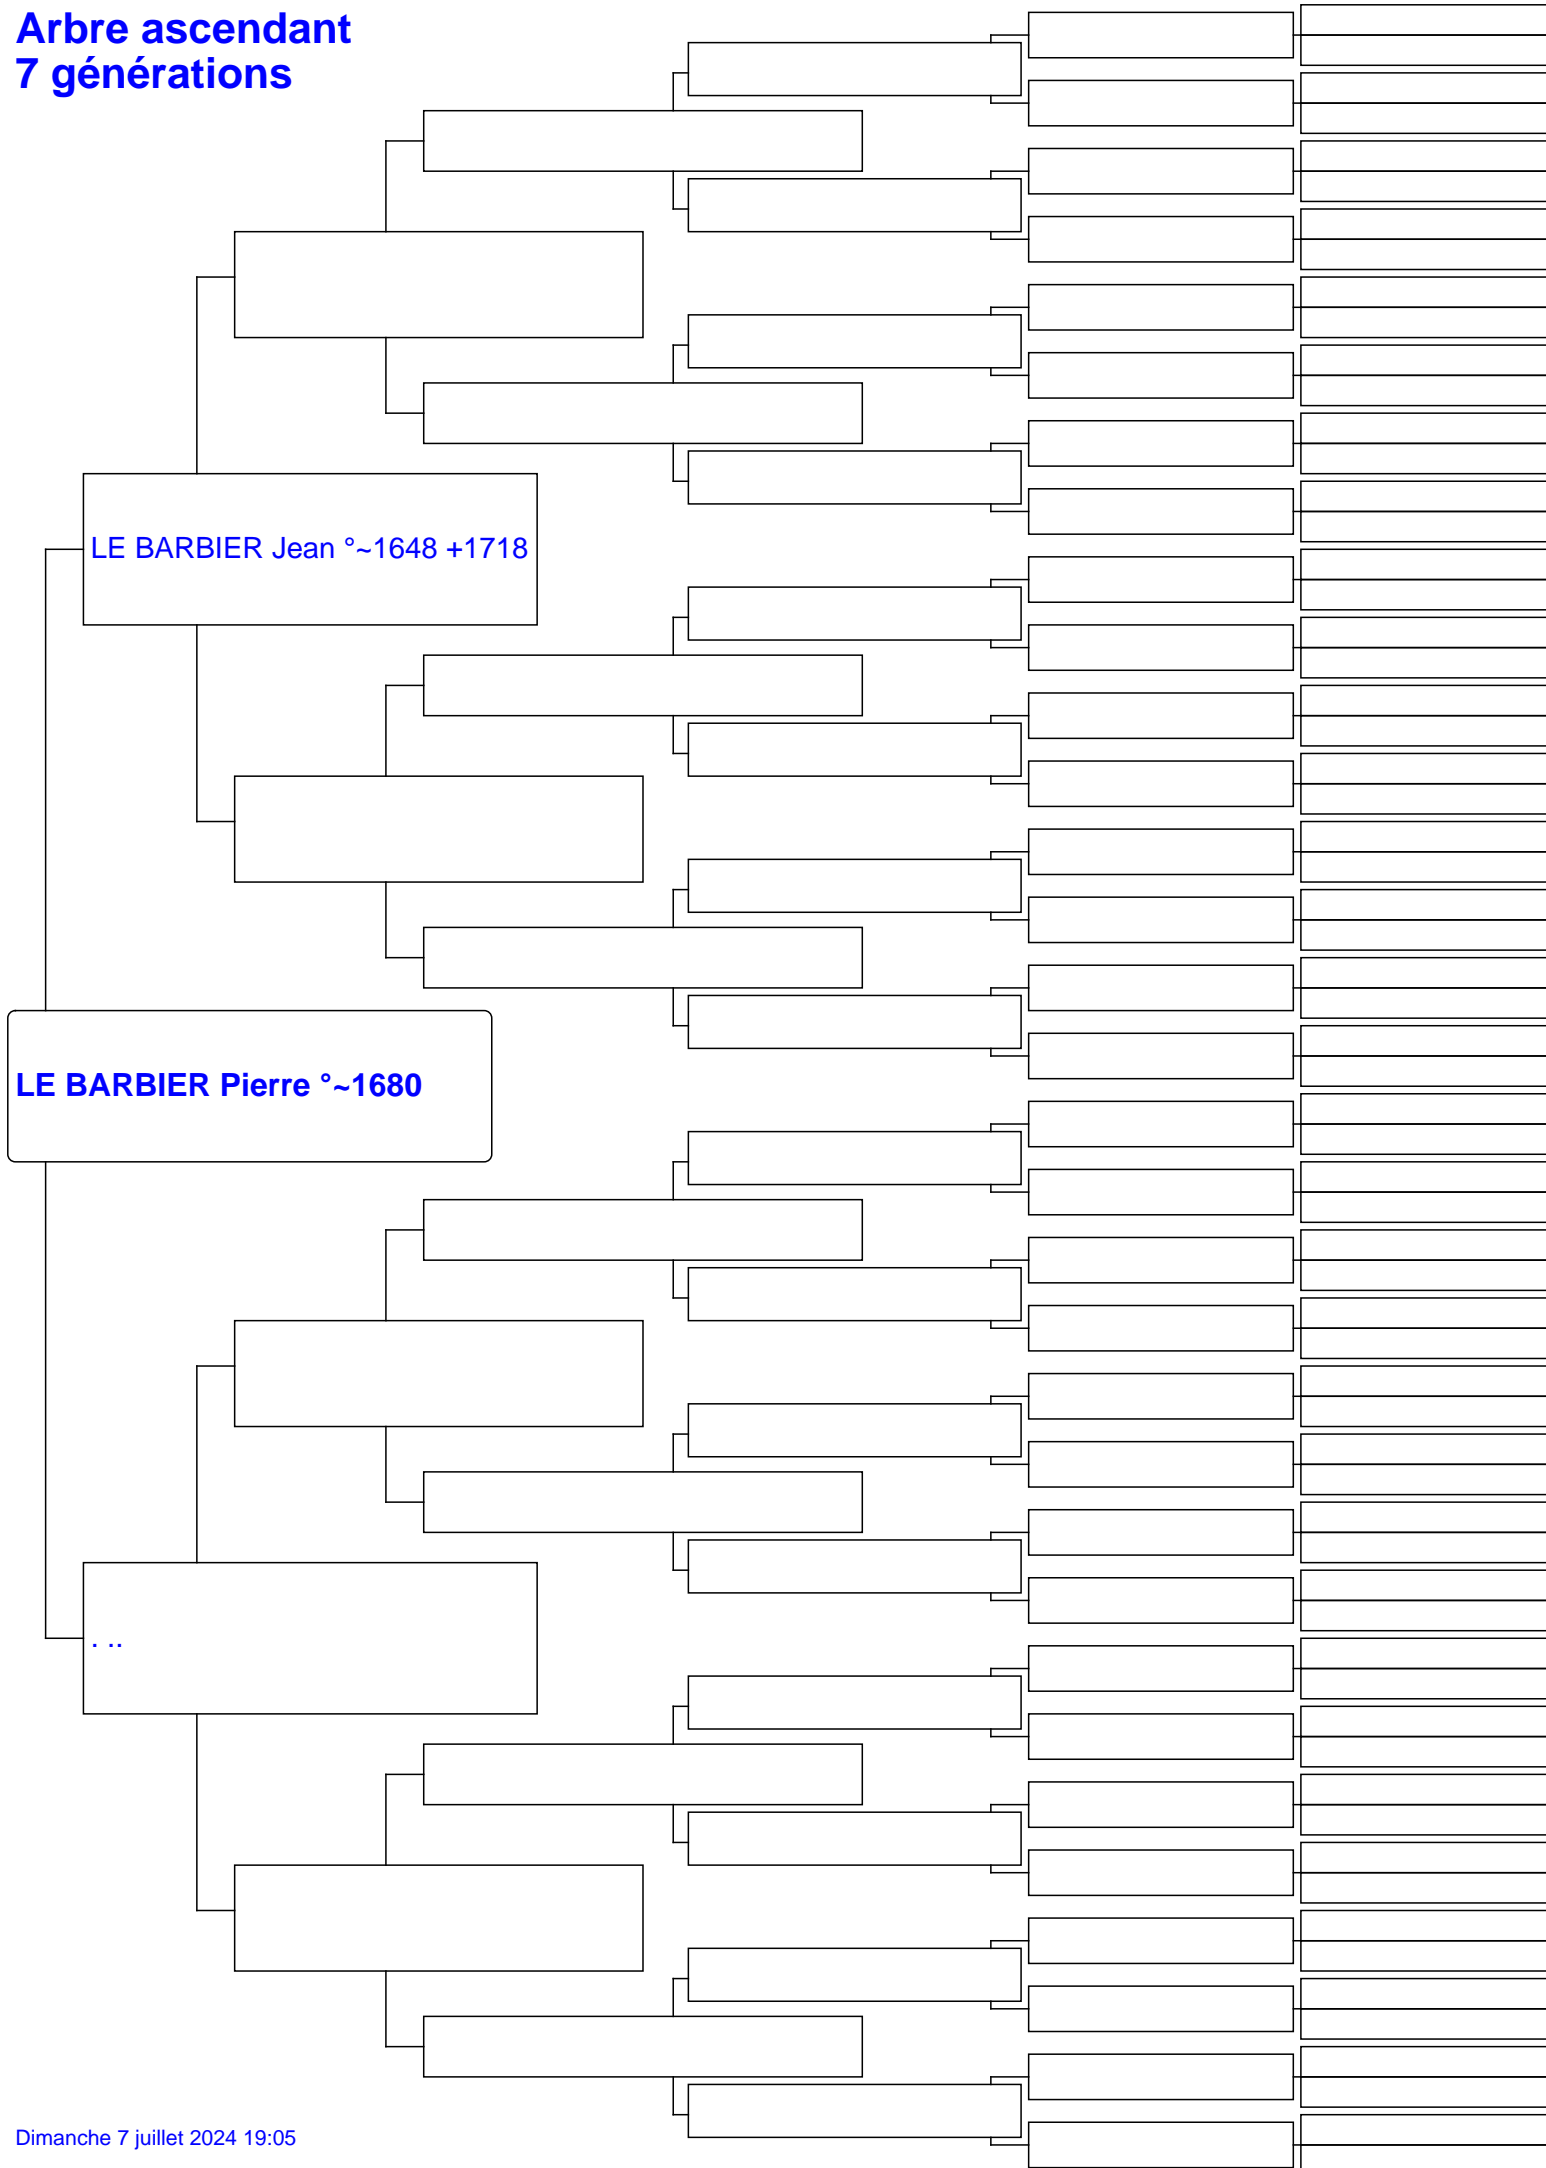 Arbre ascendant
7 générations
LE BARBIER Jean °~1648 +1718
LE BARBIER Pierre °~1680
. ..
Dimanche 7 juillet 2024 19:05